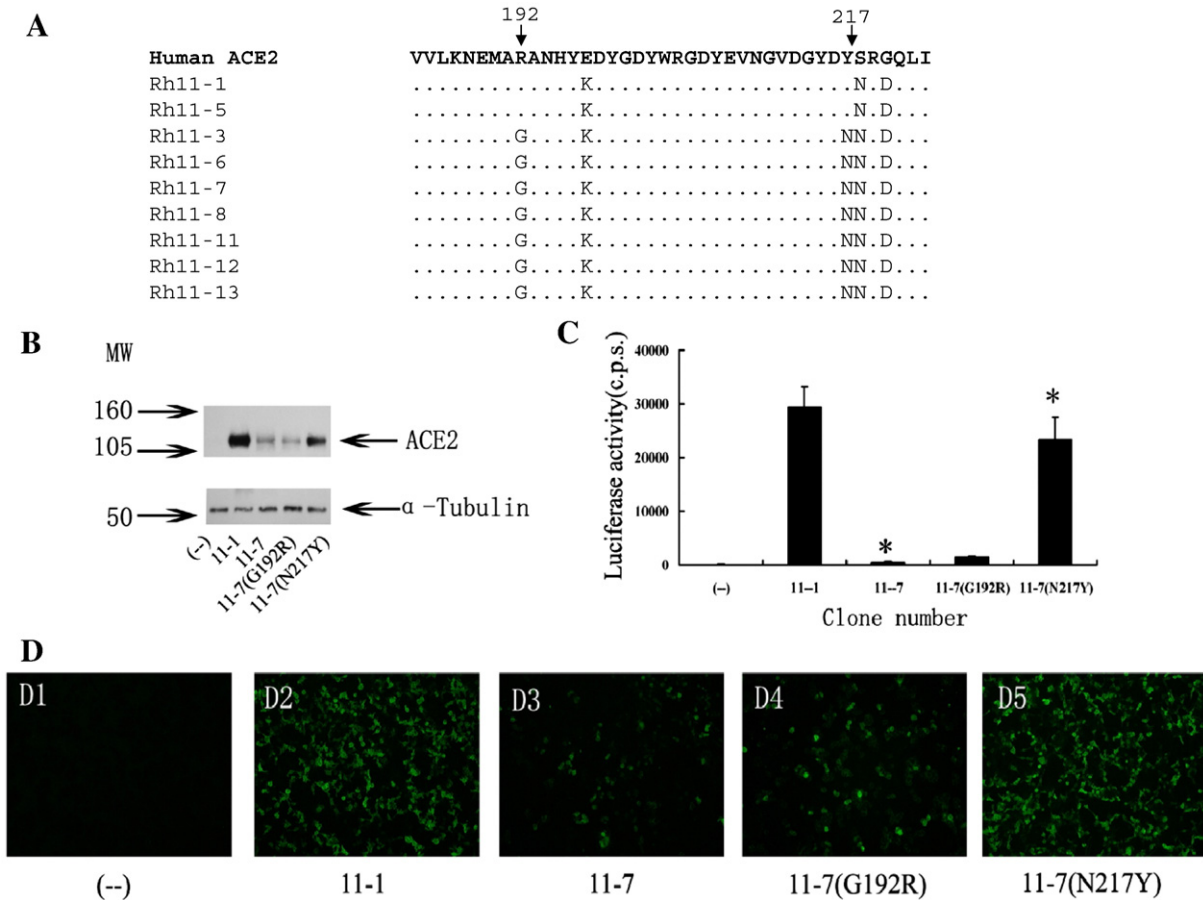 A
192 217
Human ACE2 VVLKNEMARANHYEDYGDYWRGDYEVNGVDGYDYSRGQLI
Rh11-1 .............K....................N.D...
Rh11-5 .............K....................N.D...
Rh11-3 ........G....K...................NN.D...
Rh11-6 ........G....K...................NN.D...
Rh11-7 ........G....K...................NN.D...
Rh11-8 ........G....K...................NN.D...
Rh11-11 ........G....K...................NN.D...
Rh11-12 ........G....K...................NN.D...
Rh11-13 ........G....K...................NN.D...
B
MW
160
105
ACE2
50
α-Tubulin
(--)
11-1
11-7
11-7(G192R)
11-7(N217Y)
C
Luciferase activity(c.p.s.)
40000
30000
20000
10000
0
*
*
(--) 11--1 11--7 11-7(G192R) 11-7(N217Y)
Clone number
D
D1 D2 D3 D4 D5
(--) 11-1 11-7 11-7(G192R) 11-7(N217Y)